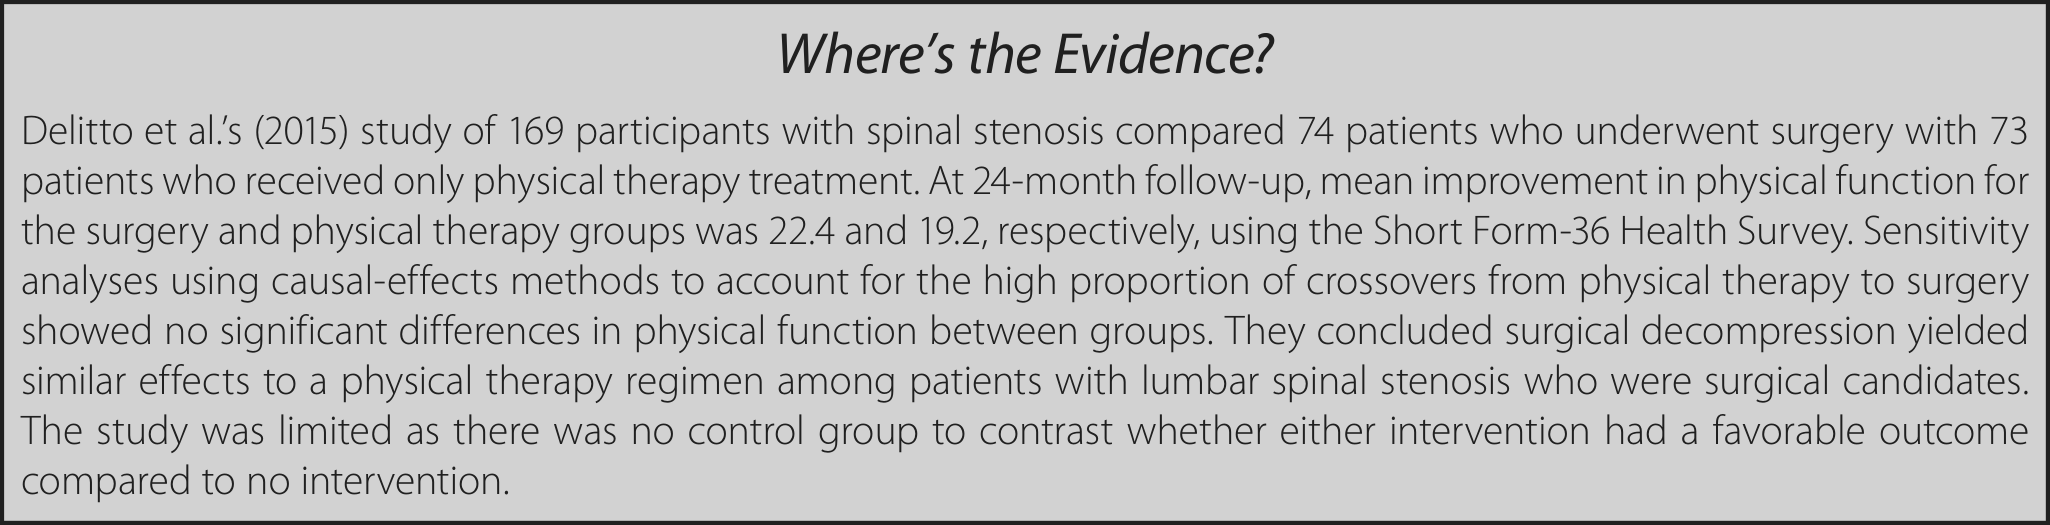 Where’s the Evidence?
Delitto et al.’s (2015) study of 169 participants with spinal stenosis compared 74 patients who underwent surgery with 73
patients who received only physical therapy treatment. At 24-month follow-up, mean improvement in physical function for
the surgery and physical therapy groups was 22.4 and 19.2, respectively, using the Short Form-36 Health Survey. Sensitivity
analyses using causal-effects methods to account for the high proportion of crossovers from physical therapy to surgery
showed no significant differences in physical function between groups. They concluded surgical decompression yielded
similar effects to a physical therapy regimen among patients with lumbar spinal stenosis who were surgical candidates.
The study was limited as there was no control group to contrast whether either intervention had a favorable outcome
compared to no intervention.